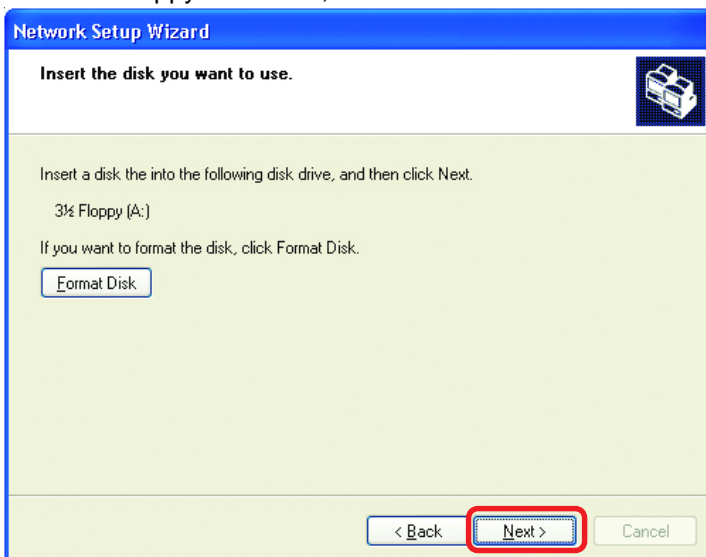 Network Setup Wizard
Insert the disk you want to use.
Insert a disk the into the following disk drive, and then click Next.
3½ Floppy (A:)
If you want to format the disk, click Format Disk.
Format Disk
< Back Next > Cancel